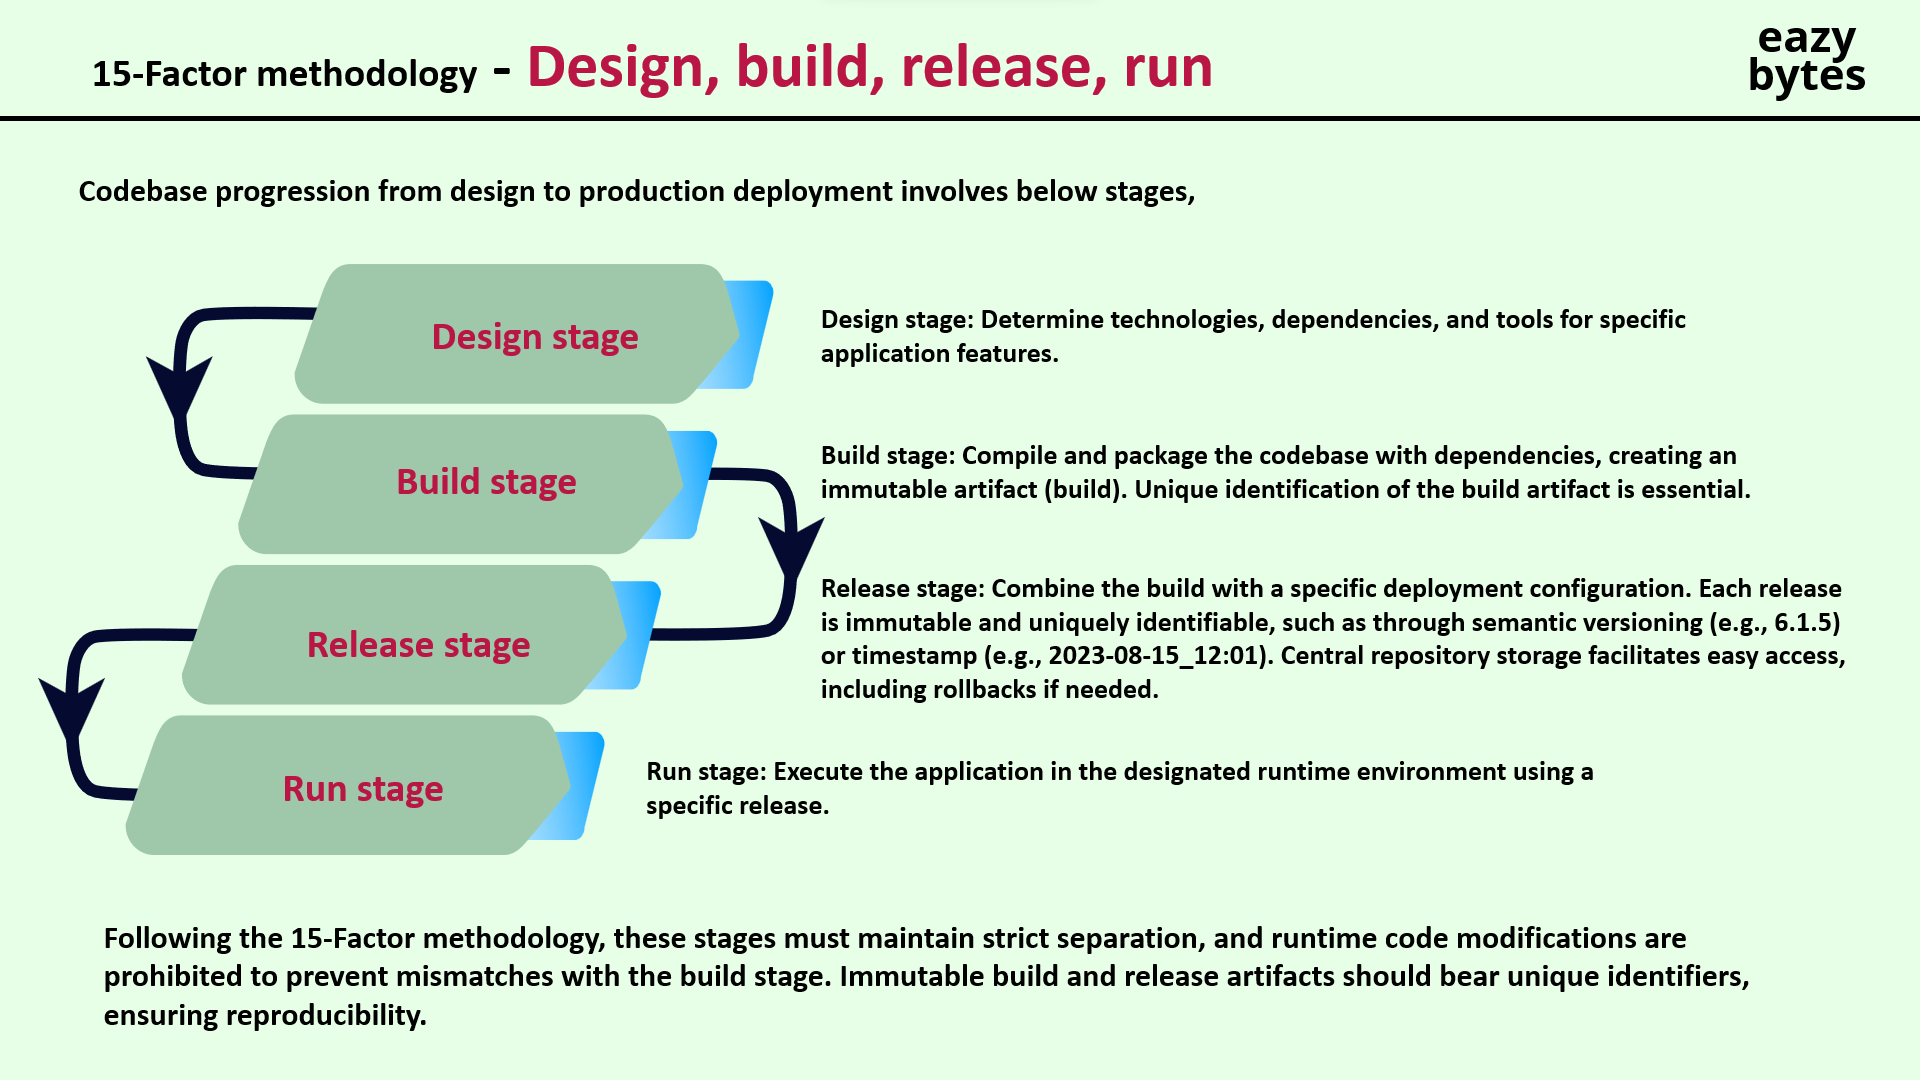 15-Factor methodology - Design, build, release, run
eazy
bytes
Codebase progression from design to production deployment involves below stages,
Design stage
Design stage: Determine technologies, dependencies, and tools for specific
application features.
Build stage
Build stage: Compile and package the codebase with dependencies, creating an
immutable artifact (build). Unique identification of the build artifact is essential.
Release stage
Release stage: Combine the build with a specific deployment configuration. Each release
is immutable and uniquely identifiable, such as through semantic versioning (e.g., 6.1.5)
or timestamp (e.g., 2023-08-15_12:01). Central repository storage facilitates easy access,
including rollbacks if needed.
Run stage
Run stage: Execute the application in the designated runtime environment using a
specific release.
Following the 15-Factor methodology, these stages must maintain strict separation, and runtime code modifications are
prohibited to prevent mismatches with the build stage. Immutable build and release artifacts should bear unique identifiers,
ensuring reproducibility.